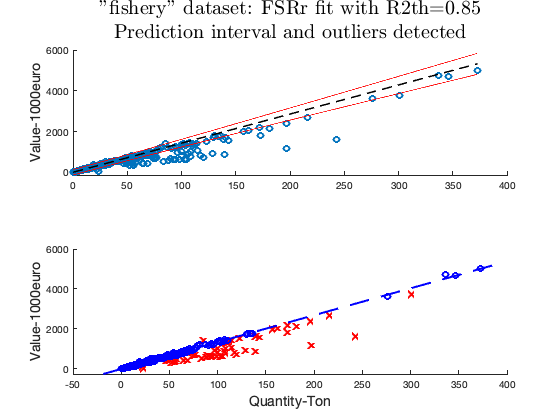 "fishery" dataset: FSRr fit with R2th=0.85
Prediction interval and outliers detected
6000
4000
2000
0
Value-1000euro
0 50 100 150 200 250 300 350 400
6000
4000
2000
0
Value-1000euro
-50 0 50 100 150 200 250 300 350 400
Quantity-Ton